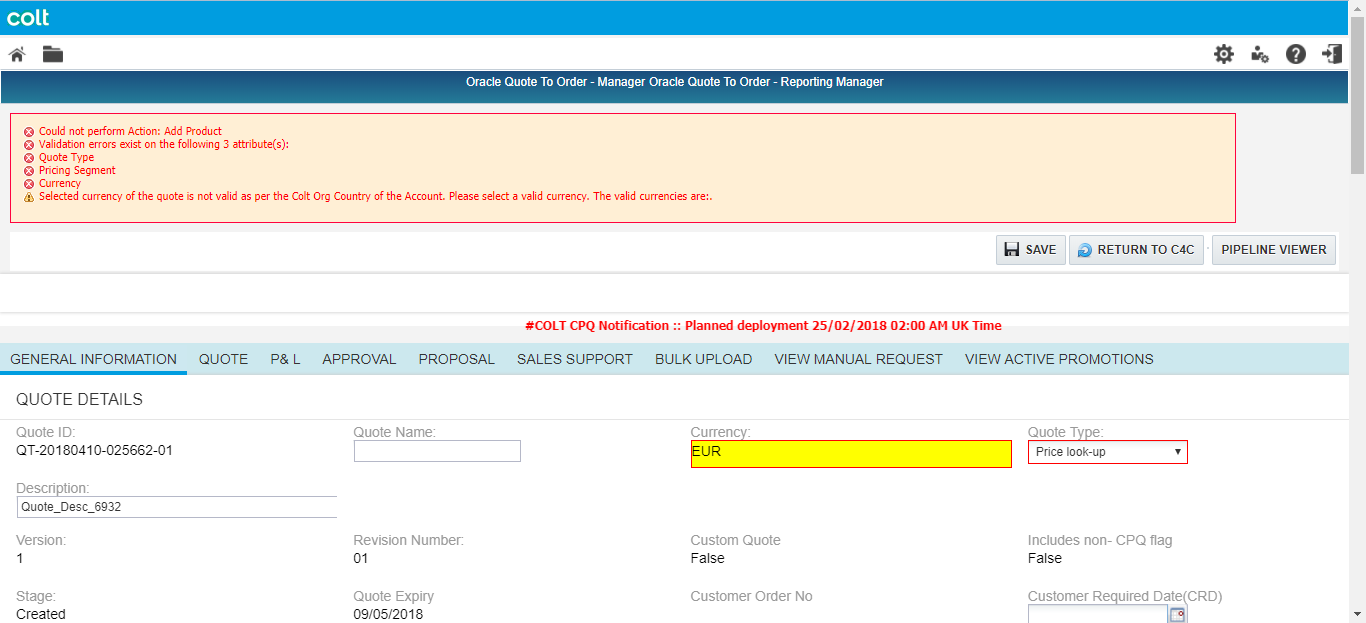 colt
Oracle Quote To Order - Manager Oracle Quote To Order - Reporting Manager
Could not perform Action: Add Product
Validation errors exist on the following 3 attribute(s):
Quote Type
Pricing Segment
Currency
Selected currency of the quote is not valid as per the Colt Org Country of the Account. Please select a valid currency. The valid currencies are:.
SAVE RETURN TO C4C PIPELINE VIEWER
#COLT CPQ Notification :: Planned deployment 25/02/2018 02:00 AM UK Time
GENERAL INFORMATION QUOTE P& L APPROVAL PROPOSAL SALES SUPPORT BULK UPLOAD VIEW MANUAL REQUEST VIEW ACTIVE PROMOTIONS
QUOTE DETAILS
Quote ID: Quote Name: Currency: Quote Type:
QT-20180410-025662-01 EUR Price look-up
Description:
Quote_Desc_6932
Version: Revision Number: Custom Quote Includes non- CPQ flag
1 01 False False
Stage: Quote Expiry Customer Order No Customer Required Date(CRD)
Created 09/05/2018